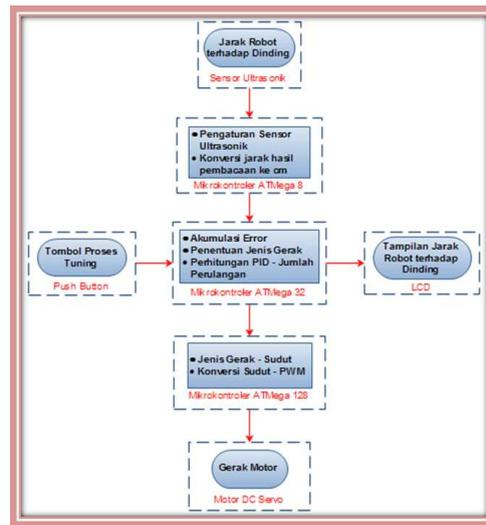 Jarak Robot
terhadap Dinding
Sensor Ultrasonik
● Pengaturan Sensor
Ultrasonik
● Konversi jarak hasil
pembacaan ke cm
Mikrokontroler ATMega 8
Tombol Proses
Tuning
Push Button
● Akumulasi Error
● Penentuan Jenis Gerak
● Perhitungan PID - Jumlah
Perulangan
Mikrokontroler ATMega 32
Tampilan Jarak
Robot terhadap
Dinding
LCD
● Jenis Gerak - Sudut
● Konversi Sudut - PWM
Mikrokontroler ATMega 128
Gerak Motor
Motor DC Servo